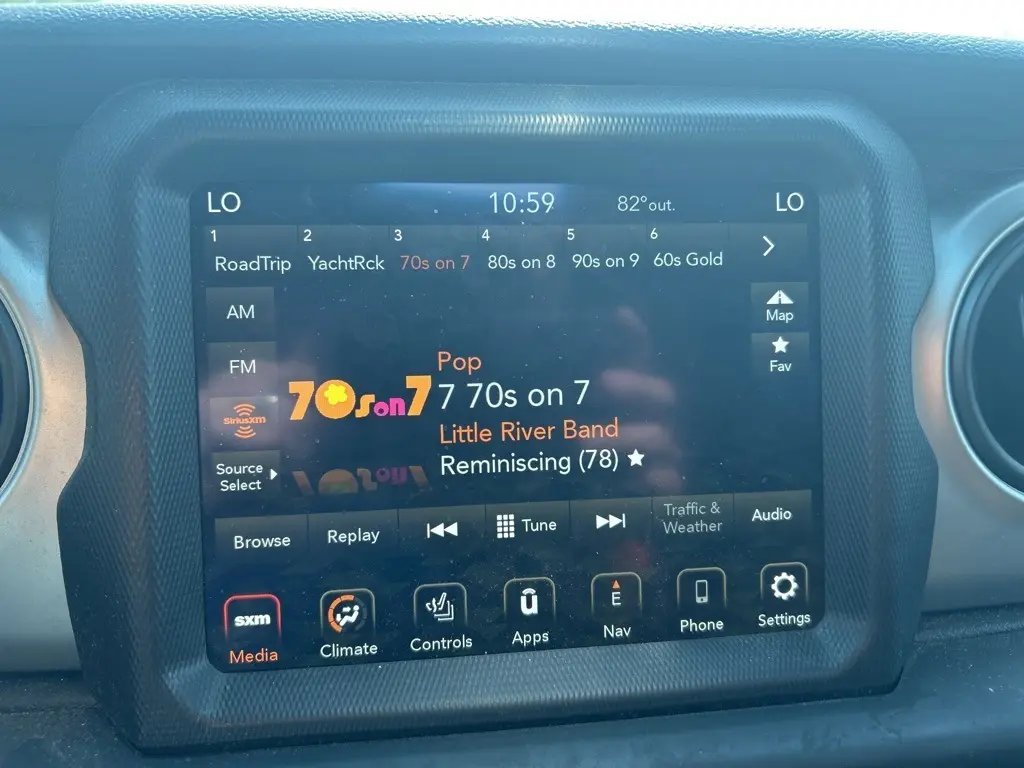 LO 10:59 82°out. LO
1 2 3 4 5 6
RoadTrip YachtRck 70s on 7 80s on 8 90s on 9 60s Gold
AM
Map
FM
Fav
Pop
70s on 7
7 70s on 7
SiriusXM
Little River Band
Source
Select
Reminiscing (78)
Browse
Replay
Tune
Traffic &
Weather
Audio
sxm
Media
Climate
Controls
û
Apps
E
Nav
Phone
Settings